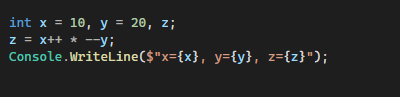 int x = 10, y = 20, z;
z = x++ * --y;
Console.WriteLine($"x={x}, y={y}, z={z}");